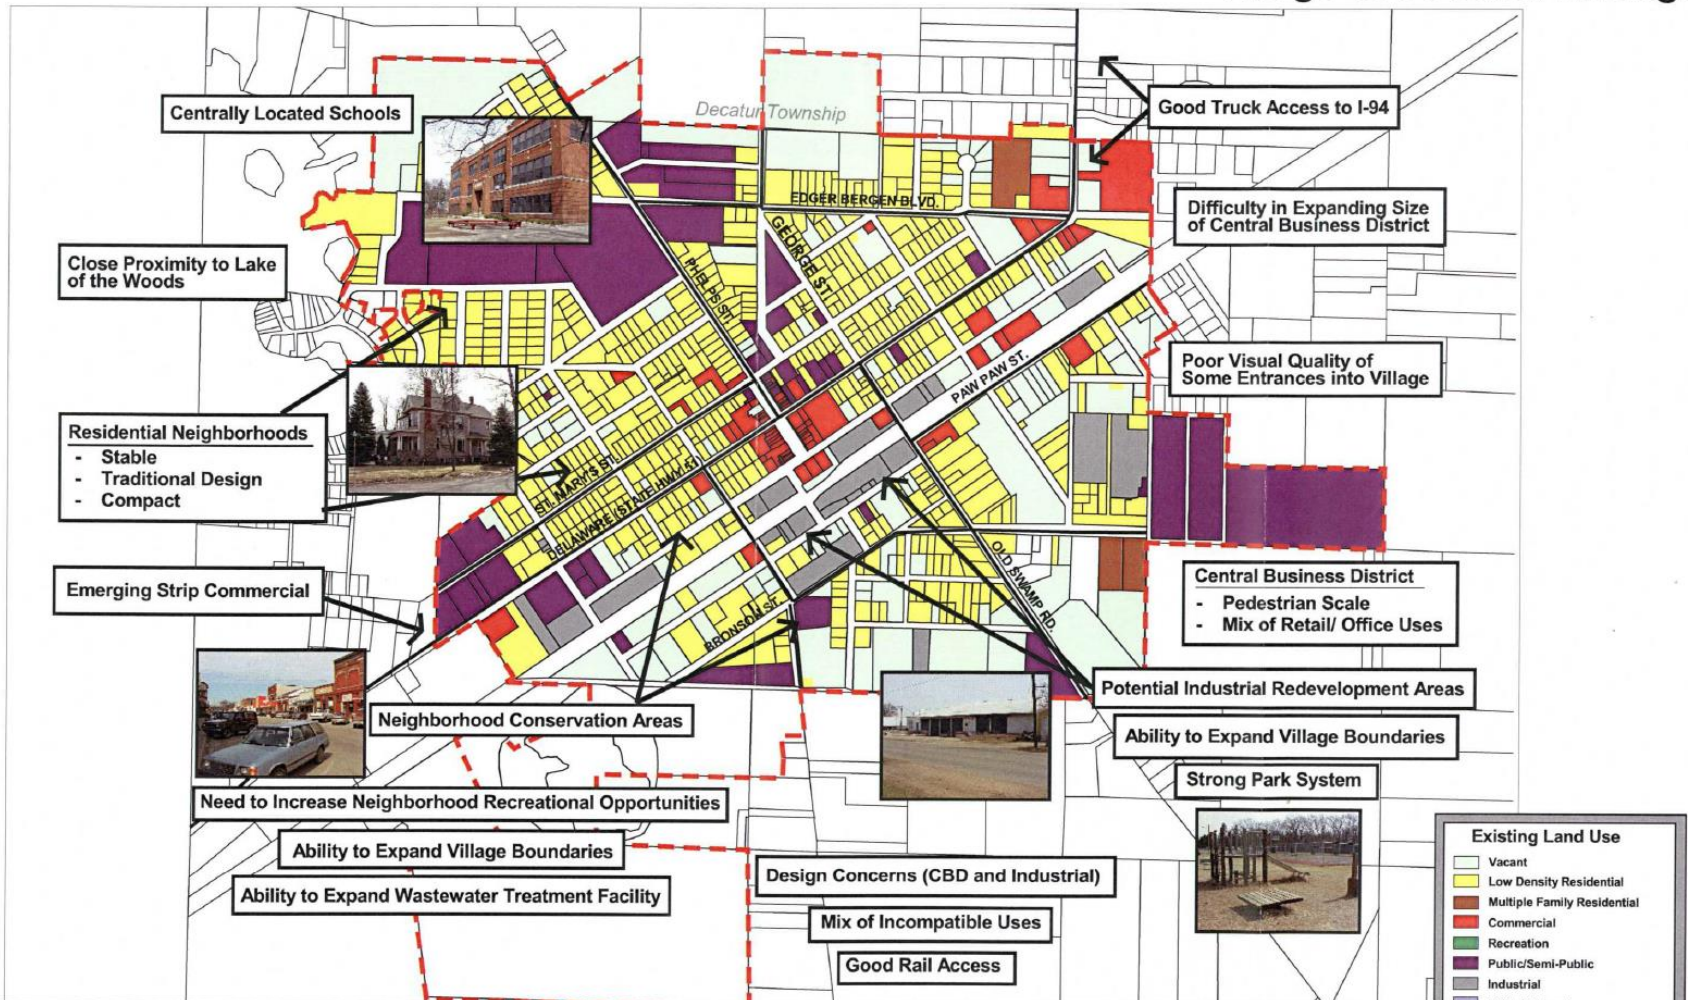 Centrally Located Schools
Decatur Township
Good Truck Access to I-94
EDGER BERGEN BLVD.
Difficulty in Expanding Size
of Central Business District
GEORGE ST.
PHELPS ST.
Close Proximity to Lake
of the Woods
Poor Visual Quality of
Some Entrances into Village
PAW PAW ST.
Residential Neighborhoods
- Stable
- Traditional Design
- Compact
ST. MARY'S ST.
DELAWARE (STATE HWY 51)
OLD SWAMP RD.
BRONSON ST.
Emerging Strip Commercial
Central Business District
- Pedestrian Scale
- Mix of Retail/ Office Uses
Potential Industrial Redevelopment Areas
Neighborhood Conservation Areas
Ability to Expand Village Boundaries
Strong Park System
Need to Increase Neighborhood Recreational Opportunities
Ability to Expand Village Boundaries
Ability to Expand Wastewater Treatment Facility
Design Concerns (CBD and Industrial)
Mix of Incompatible Uses
Good Rail Access
Existing Land Use
Vacant
Low Density Residential
Multiple Family Residential
Commercial
Recreation
Public/Semi-Public
Industrial